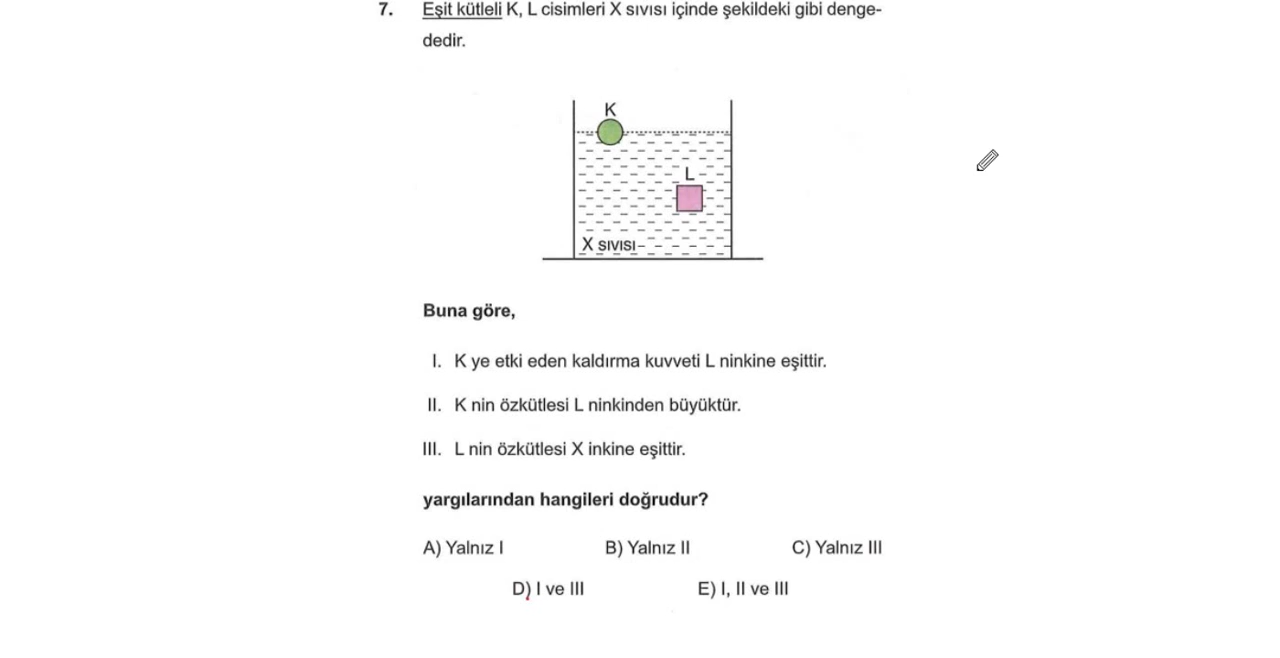 7. Eşit kütleli K, L cisimleri X sıvısı içinde şekildeki gibi denge-
dedir.
K
L
X sıvısı
Buna göre,
I. K ye etki eden kaldırma kuvveti L ninkine eşittir.
II. K nin özkütlesi L ninkinden büyüktür.
III. L nin özkütlesi X inkine eşittir.
yargılarından hangileri doğrudur?
A) Yalnız I B) Yalnız II C) Yalnız III
D) I ve III E) I, II ve III